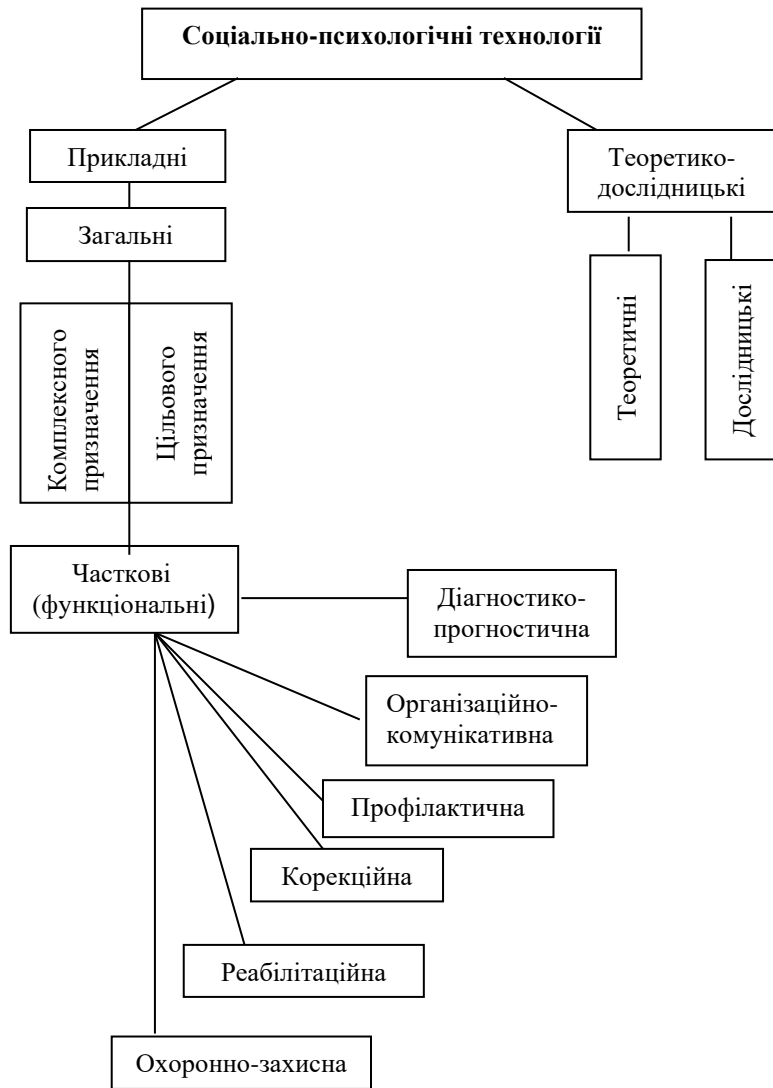 Соціально-психологічні технології
Прикладні
Теоретико-
дослідницькі
Загальні
Комплексного
призначення
Цільового
призначення
Теоретичні
Дослідницькі
Часткові
(функціональні)
Діагностико-
прогностична
Організаційно-
комунікативна
Профілактична
Корекційна
Реабілітаційна
Охоронно-захисна